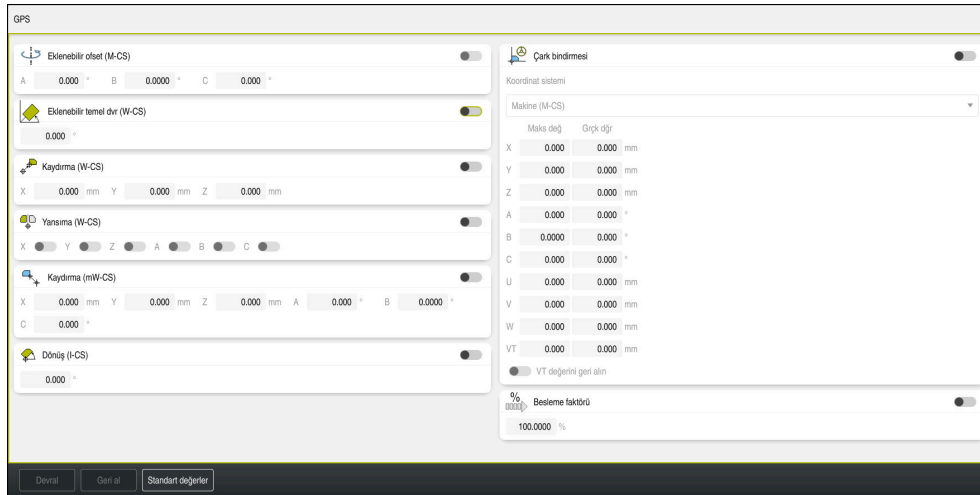 GPS
Eklenebilir ofset (M-CS)
A 0.000 ° B 0.0000 ° C 0.000 °
Eklenebilir temel dvr (W-CS)
0.000 °
Kaydırma (W-CS)
X 0.000 mm Y 0.000 mm Z 0.000 mm
Yansıma (W-CS)
X Y Z A B C
Kaydırma (mW-CS)
X 0.000 mm Y 0.000 mm Z 0.000 mm A 0.000 ° B 0.0000 °
C 0.000 °
Dönüş (I-CS)
0.000 °
Çark bindirmesi
Koordinat sistemi
Makine (M-CS)
Maks değ Grçk dğr
X 0.000 0.000 mm
Y 0.000 0.000 mm
Z 0.000 0.000 mm
A 0.000 0.000 °
B 0.0000 0.000 °
C 0.000 0.000 °
U 0.000 0.000 mm
V 0.000 0.000 mm
W 0.000 0.000 mm
VT 0.000 0.000 mm
VT değerini geri alın
% Besleme faktörü
100.0000 %
Devral Geri al Standart değerler